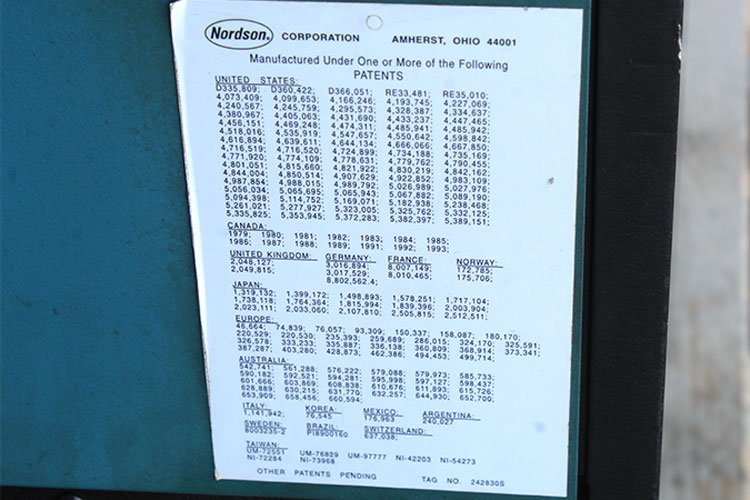 Nordson. CORPORATION AMHERST, OHIO 44001
Manufactured Under One or More of the Following
PATENTS
UNITED STATES:
D335,809; D360,422; D366,051; RE33,481; RE35,010;
4,073,409; 4,099,653; 4,166,246; 4,193,745; 4,227,069;
4,240,567; 4,245,759; 4,295,573; 4,328,387; 4,334,637;
4,380,967; 4,405,063; 4,431,690; 4,433,237; 4,447,465;
4,456,151; 4,469,248; 4,474,311; 4,485,941; 4,485,942;
4,518,016; 4,535,919; 4,547,657; 4,550,642; 4,598,842;
4,616,894; 4,639,611; 4,644,134; 4,666,066; 4,667,850;
4,716,519; 4,716,520; 4,724,899; 4,734,188; 4,735,169;
4,771,920; 4,774,109; 4,778,631; 4,779,762; 4,790,455;
4,801,051; 4,815,660; 4,821,922; 4,830,219; 4,842,162;
4,844,004; 4,850,514; 4,907,629; 4,922,852; 4,983,109;
4,987,854; 4,988,015; 4,989,792; 5,026,989; 5,027,976;
5,056,034; 5,065,695; 5,065,943; 5,067,882; 5,089,190;
5,094,398; 5,114,752; 5,169,071; 5,182,938; 5,238,468;
5,261,021; 5,277,927; 5,323,005; 5,325,762; 5,332,125;
5,335,825; 5,353,945; 5,372,283; 5,382,397; 5,389,151;
CANADA:
1979; 1980; 1981; 1982; 1983; 1984; 1985;
1986; 1987; 1988; 1989; 1991; 1992; 1993;
UNITED KINGDOM: GERMANY: FRANCE: NORWAY:
2,048,127; 3,016,894; 8,007,149; 172,785;
2,049,815; 3,017,529; 8,010,465; 175,706;
8,802,562.4;
JAPAN:
1,319,132; 1,399,172; 1,498,893; 1,578,251; 1,717,104;
1,738,118; 1,764,364; 1,815,994; 1,839,396; 2,003,904;
2,023,111; 2,033,060; 2,107,810; 2,505,815; 2,512,511;
EUROPE:
46,664; 74,839; 76,057; 93,309; 150,337; 158,087; 180,170;
220,529; 220,530; 235,393; 259,689; 286,015; 324,170; 325,591;
326,578; 333,233; 335,887; 336,138; 360,809; 368,914; 373,341;
387,287; 403,280; 428,873; 462,386; 494,453; 499,714;
AUSTRALIA:
542,741; 561,288; 576,222; 579,088; 579,973; 585,733;
590,182; 592,521; 594,281; 595,998; 597,127; 598,437;
601,666; 603,869; 608,838; 610,676; 611,893; 615,726;
628,889; 630,215; 631,770; 632,257; 644,930; 652,700;
653,909; 658,456; 660,594;
ITALY: KOREA: MEXICO: ARGENTINA:
1,141,942; 76,545 176,963 240,027
SWEDEN: BRAZIL: SWITZERLAND:
8003235-2 PI8900160 637,038;
TAIWAN:
UM-72551 UM-76829 UM-97777 NI-42203 NI-54273
NI-72284 NI-73968
OTHER PATENTS PENDING TAG NO. 242830S